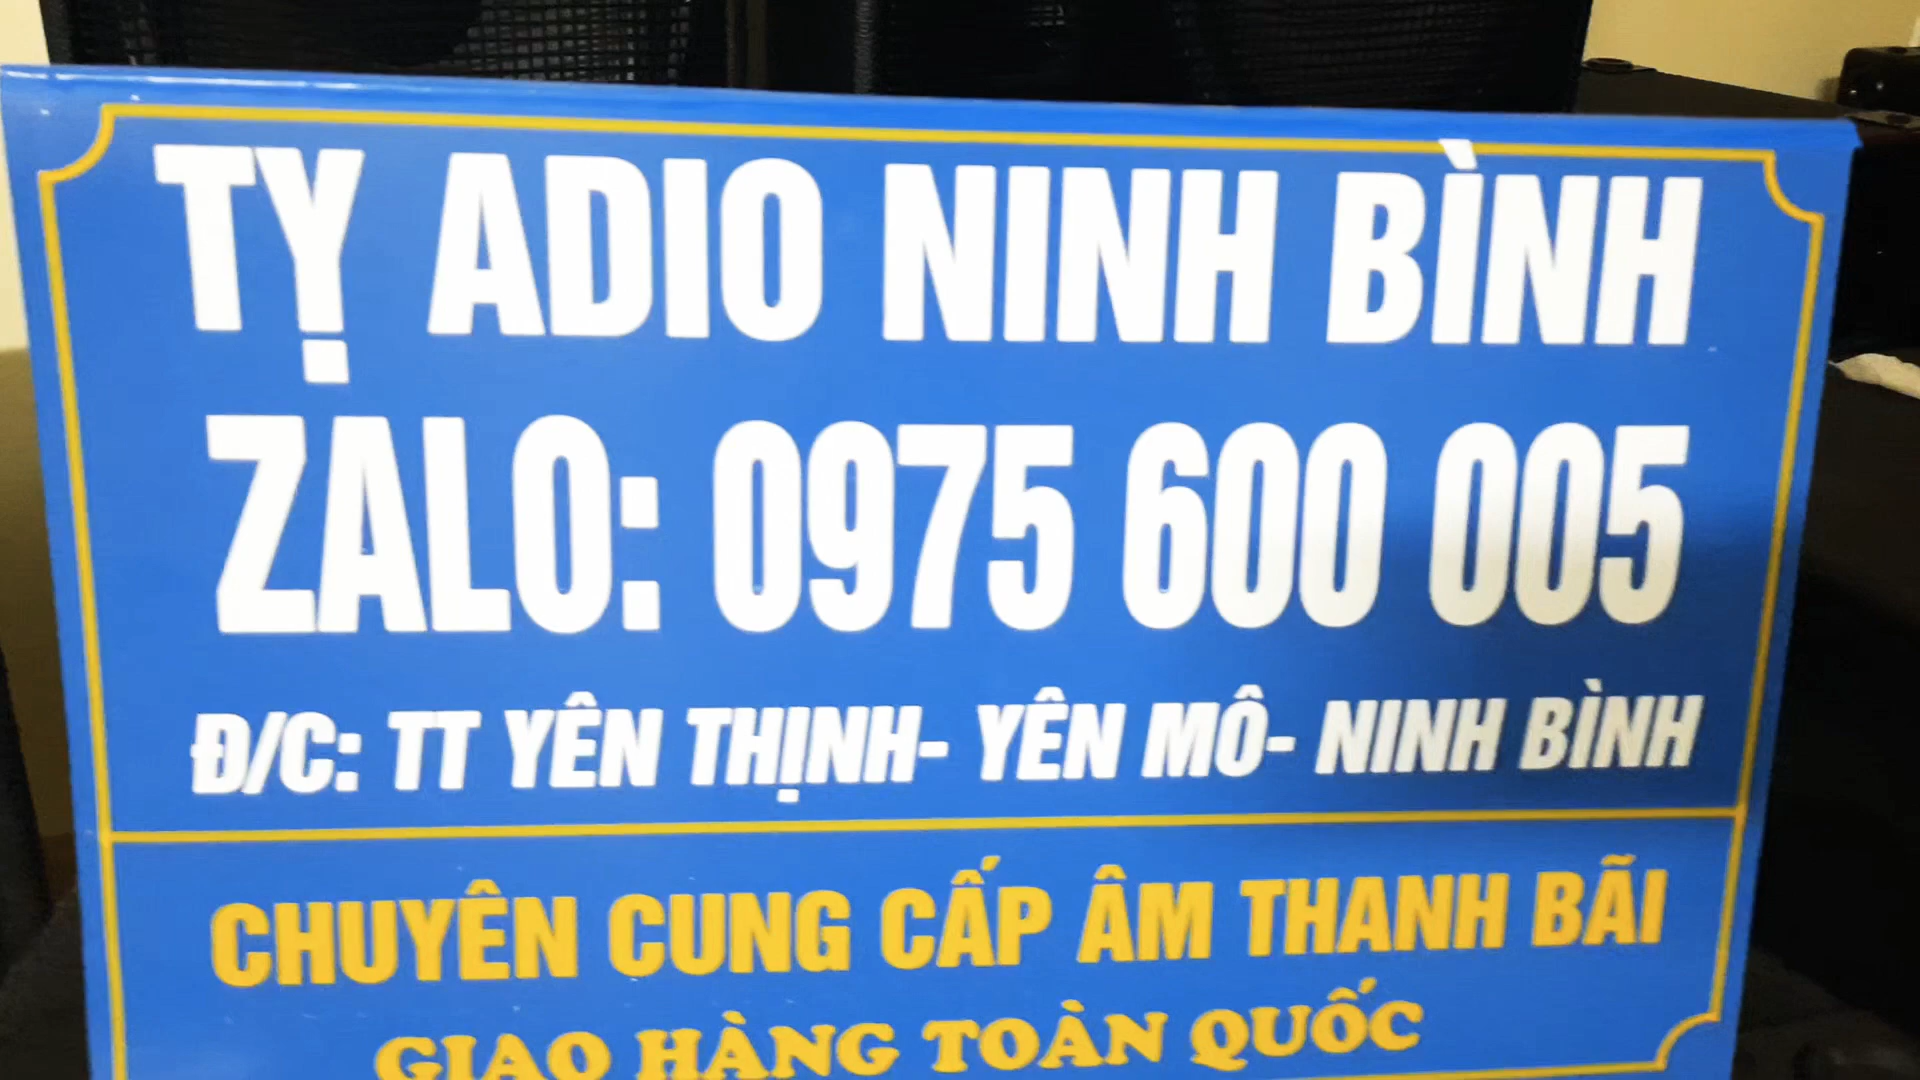 TỴ ADIO NINH BÌNH
ZALO: 0975 600 005
Đ/C: TT YÊN THỊNH- YÊN MÔ- NINH BÌNH
CHUYÊN CUNG CẤP ÂM THANH BÃI
GIAO HÀNG TOÀN QUỐC